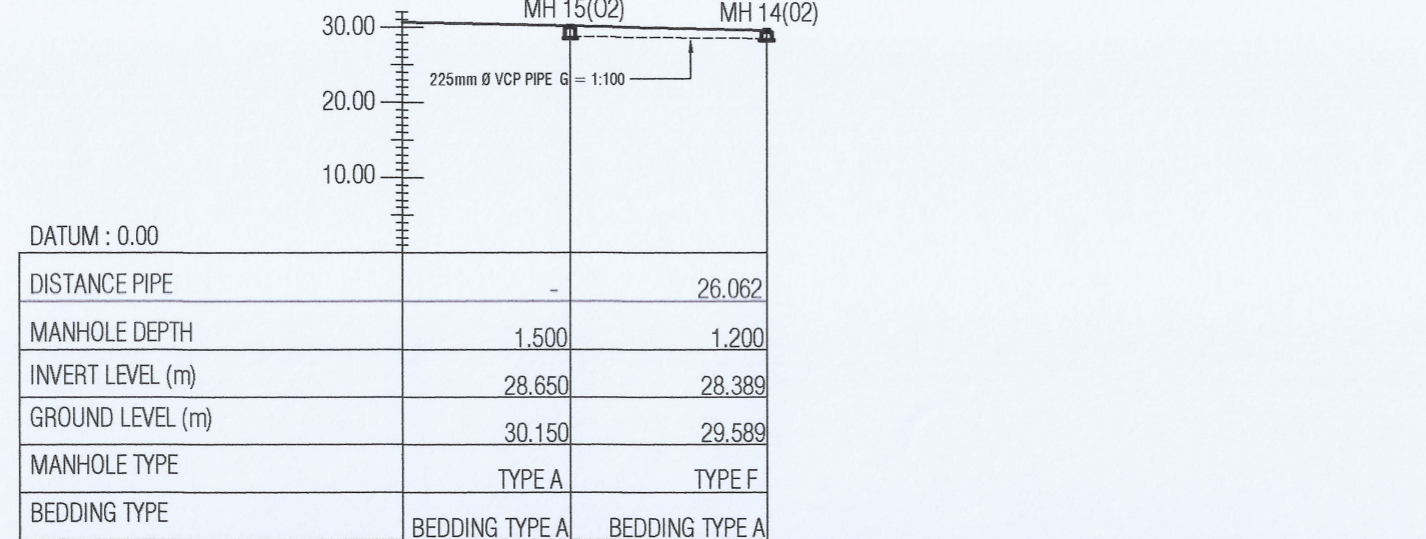 MH 15(02) MH 14(02)
30.00
225mm Ø VCP PIPE G = 1:100
20.00
10.00
DATUM : 0.00
DISTANCE PIPE - 26.062
MANHOLE DEPTH 1.500 1.200
INVERT LEVEL (m) 28.650 28.389
GROUND LEVEL (m) 30.150 29.589
MANHOLE TYPE TYPE A TYPE F
BEDDING TYPE BEDDING TYPE A BEDDING TYPE A